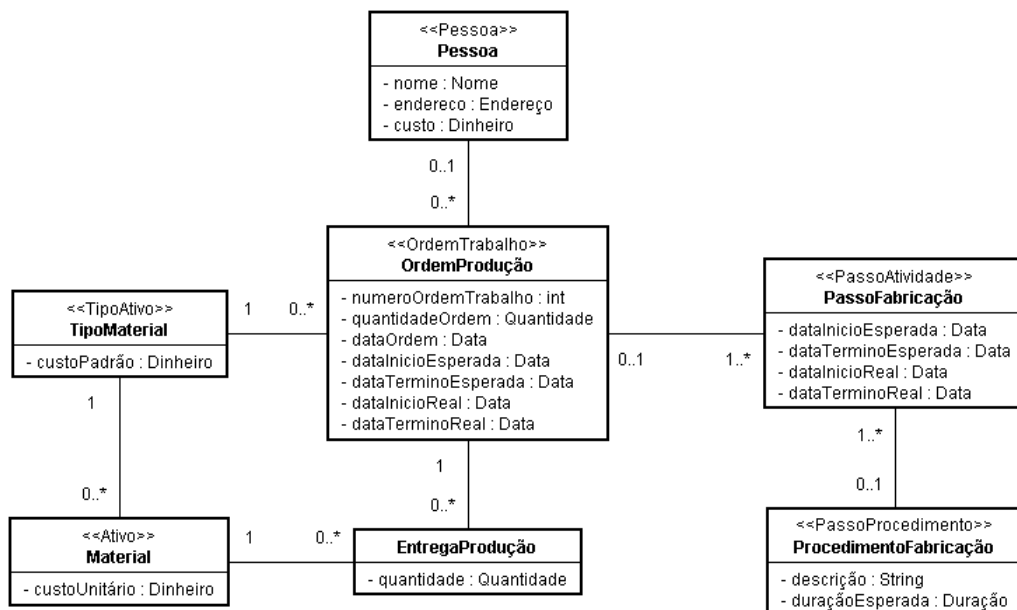 <<Pessoa>>
Pessoa
- nome : Nome
- endereco : Endereço
- custo : Dinheiro
0..1
0..*
<<OrdemTrabalho>>
OrdemProdução
- numeroOrdemTrabalho : int
- quantidadeOrdem : Quantidade
- dataOrdem : Data
- dataInicioEsperada : Data
- dataTerminoEsperada : Data
- dataInicioReal : Data
- dataTerminoReal : Data
<<TipoAtivo>>
TipoMaterial
- custoPadrão : Dinheiro
1 0..*
<<PassoAtividade>>
PassoFabricação
- dataInicioEsperada : Data
- dataTerminoEsperada : Data
- dataInicioReal : Data
- dataTerminoReal : Data
0..1 1..*
1
0..*
1
0..*
1..*
0..1
<<Ativo>>
Material
- custoUnitário : Dinheiro
1 0..*
EntregaProdução
- quantidade : Quantidade
<<PassoProcedimento>>
ProcedimentoFabricação
- descrição : String
- duraçãoEsperada : Duração